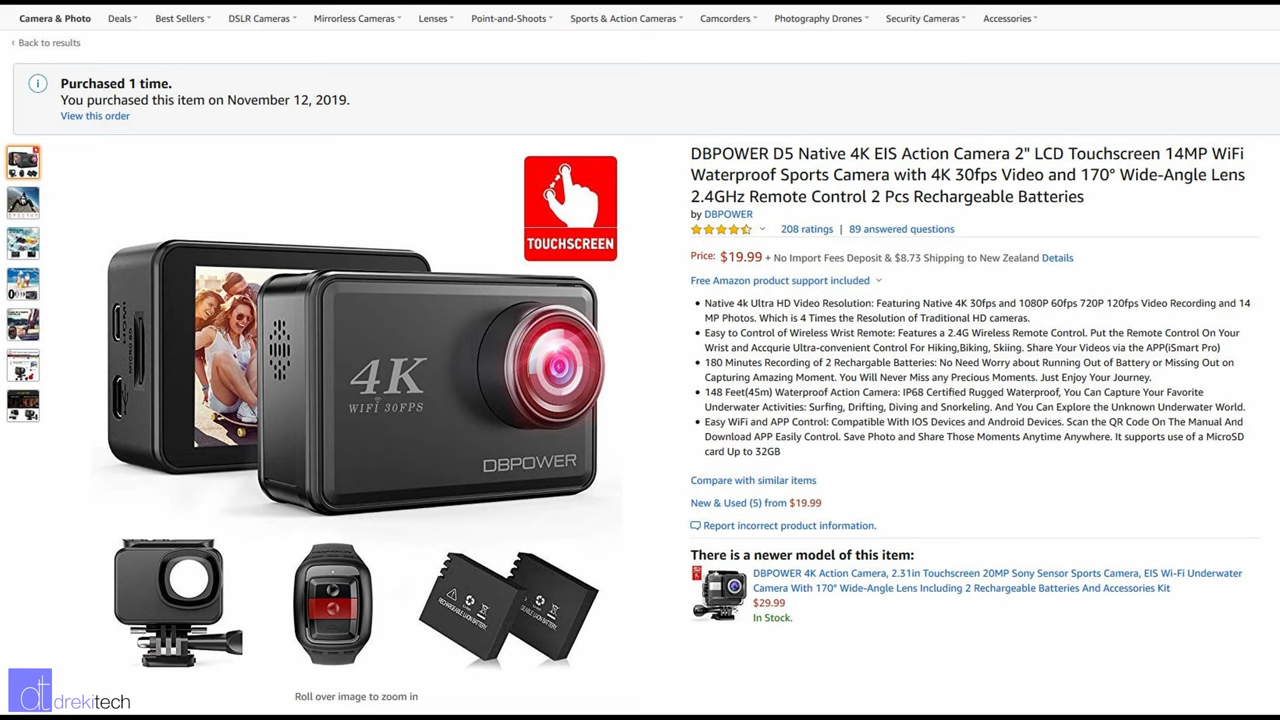 Camera & Photo Deals Best Sellers DSLR Cameras Mirrorless Cameras Lenses Point-and-Shoots Sports & Action Cameras Camcorders Photography Drones Security Cameras Accessories
‹ Back to results
Purchased 1 time.
You purchased this item on November 12, 2019.
View this order
TOUCHSCREEN
HDMI
MICRO SD
4K
WIFI 30FPS
DBPOWER
RECHARGEABLE LI-ION BATTERY
Roll over image to zoom in
DBPOWER D5 Native 4K EIS Action Camera 2" LCD Touchscreen 14MP WiFi
Waterproof Sports Camera with 4K 30fps Video and 170° Wide-Angle Lens
2.4GHz Remote Control 2 Pcs Rechargeable Batteries
by DBPOWER
208 ratings | 89 answered questions
Price: $19.99 + No Import Fees Deposit & $8.73 Shipping to New Zealand Details
Free Amazon product support included
• Native 4k Ultra HD Video Resolution: Featuring Native 4K 30fps and 1080P 60fps 720P 120fps Video Recording and 14
MP Photos. Which is 4 Times the Resolution of Traditional HD cameras.
• Easy to Control of Wireless Wrist Remote: Features a 2.4G Wireless Remote Control. Put the Remote Control On Your
Wrist and Accqurie Ultra-convenient Control For Hiking,Biking, Skiing. Share Your Videos via the APP(iSmart Pro)
• 180 Minutes Recording of 2 Rechargable Batteries: No Need Worry about Running Out of Battery or Missing Out on
Capturing Amazing Moment. You Will Never Miss any Precious Moments. Just Enjoy Your Journey.
• 148 Feet(45m) Waterproof Action Camera: IP68 Certified Rugged Waterproof, You Can Capture Your Favorite
Underwater Activities: Surfing, Drifting, Diving and Snorkeling. And You Can Explore the Unknown Underwater World.
• Easy WiFi and APP Control: Compatible With IOS Devices and Android Devices. Scan the QR Code On The Manual And
Download APP Easily Control. Save Photo and Share Those Moments Anytime Anywhere. It supports use of a MicroSD
card Up to 32GB
Compare with similar items
New & Used (5) from $19.99
Report incorrect product information.
There is a newer model of this item:
DBPOWER 4K Action Camera, 2.31in Touchscreen 20MP Sony Sensor Sports Camera, EIS Wi-Fi Underwater
Camera With 170° Wide-Angle Lens Including 2 Rechargeable Batteries And Accessories Kit
$29.99
In Stock.
dt drekitech